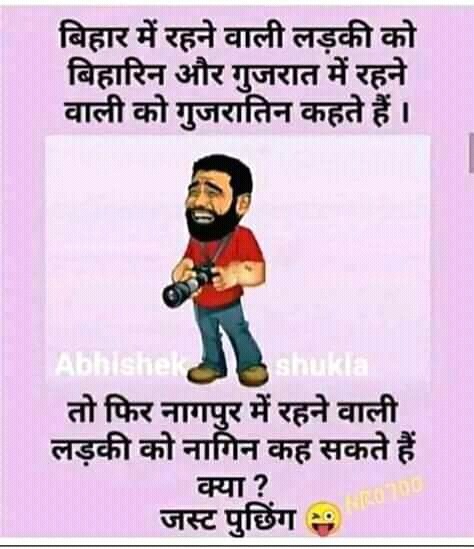 बिहार में रहने वाली लड़की को
बिहारिन और गुजरात में रहने
वाली को गुजरातिन कहते हैं ।
Abhishek shukla
तो फिर नागपुर में रहने वाली
लड़की को नागिन कह सकते हैं
क्या ?
जस्ट पुछिंग 😜